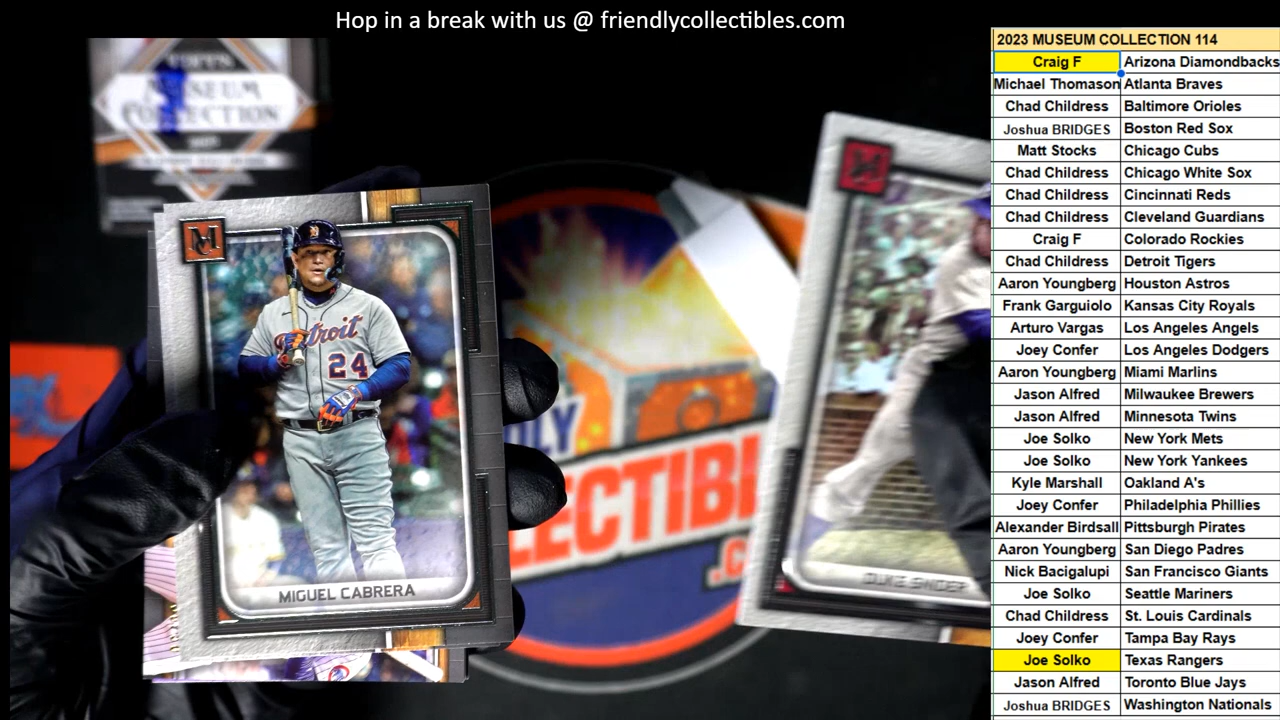 Hop in a break with us @ friendlycollectibles.com
2023 MUSEUM COLLECTION 114
Craig F Arizona Diamondbacks
Michael Thomason Atlanta Braves
Chad Childress Baltimore Orioles
Joshua BRIDGES Boston Red Sox
Matt Stocks Chicago Cubs
Chad Childress Chicago White Sox
Chad Childress Cincinnati Reds
Chad Childress Cleveland Guardians
Craig F Colorado Rockies
Chad Childress Detroit Tigers
Aaron Youngberg Houston Astros
Frank Garguiolo Kansas City Royals
Arturo Vargas Los Angeles Angels
Joey Confer Los Angeles Dodgers
Aaron Youngberg Miami Marlins
Jason Alfred Milwaukee Brewers
Jason Alfred Minnesota Twins
Joe Solko New York Mets
Joe Solko New York Yankees
Kyle Marshall Oakland A's
Joey Confer Philadelphia Phillies
Alexander Birdsall Pittsburgh Pirates
Aaron Youngberg San Diego Padres
Nick Bacigalupi San Francisco Giants
Joe Solko Seattle Mariners
Chad Childress St. Louis Cardinals
Joey Confer Tampa Bay Rays
Joe Solko Texas Rangers
Jason Alfred Toronto Blue Jays
Joshua BRIDGES Washington Nationals
MUSEUM
COLLECTION
MC
Detroit
24
MIGUEL CABRERA
DUKE SNIDER
LY
LECTIBL
.C